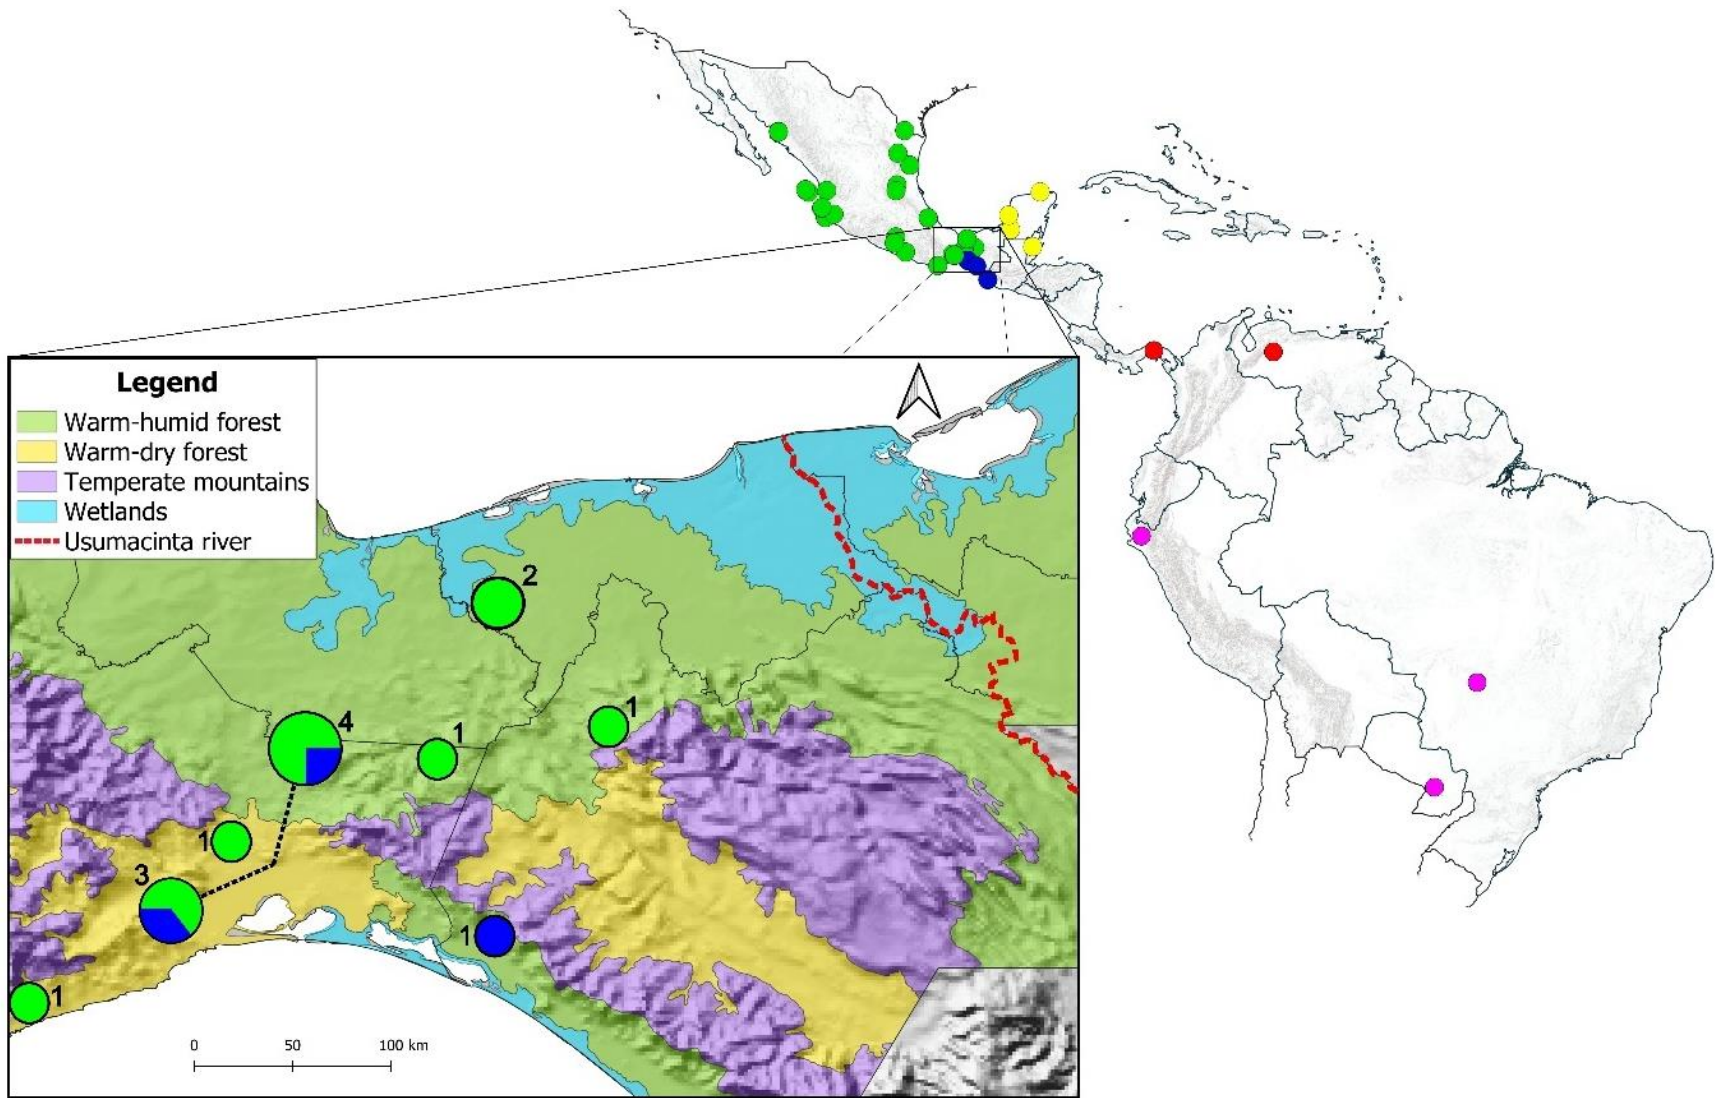 Legend
Warm-humid forest
Warm-dry forest
Temperate mountains
Wetlands
Usumacinta river
2
4
1
1
1
3
1
1
0 50 100 km